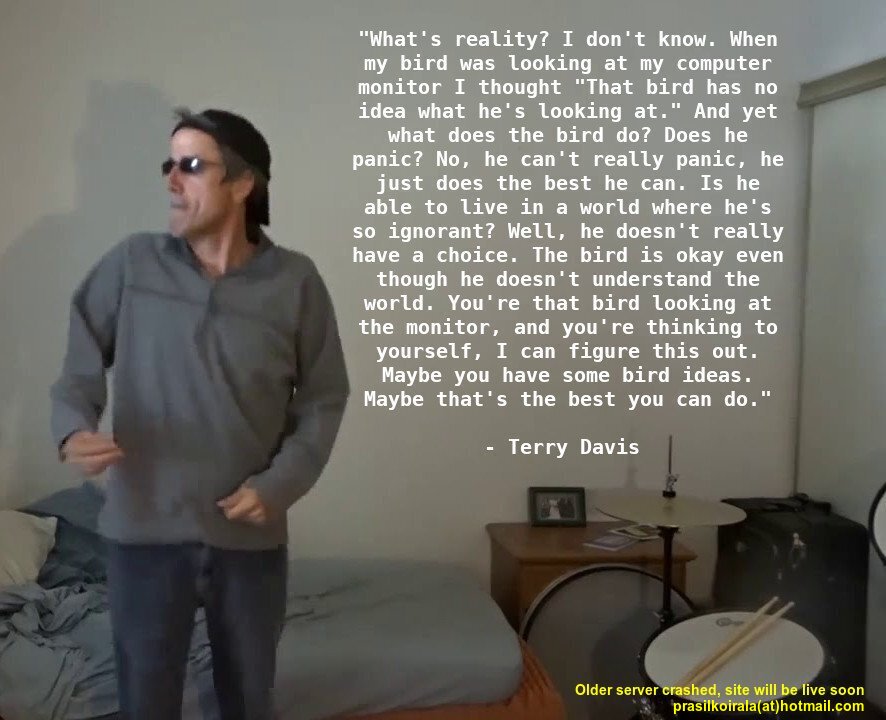 "What's reality? I don't know. When
my bird was looking at my computer
monitor I thought "That bird has no
idea what he's looking at." And yet
what does the bird do? Does he
panic? No, he can't really panic, he
just does the best he can. Is he
able to live in a world where he's
so ignorant? Well, he doesn't really
have a choice. The bird is okay even
though he doesn't understand the
world. You're that bird looking at
the monitor, and you're thinking to
yourself, I can figure this out.
Maybe you have some bird ideas.
Maybe that's the best you can do."
- Terry Davis
Older server crashed, site will be live soon
prasilkoirala(at)hotmail.com